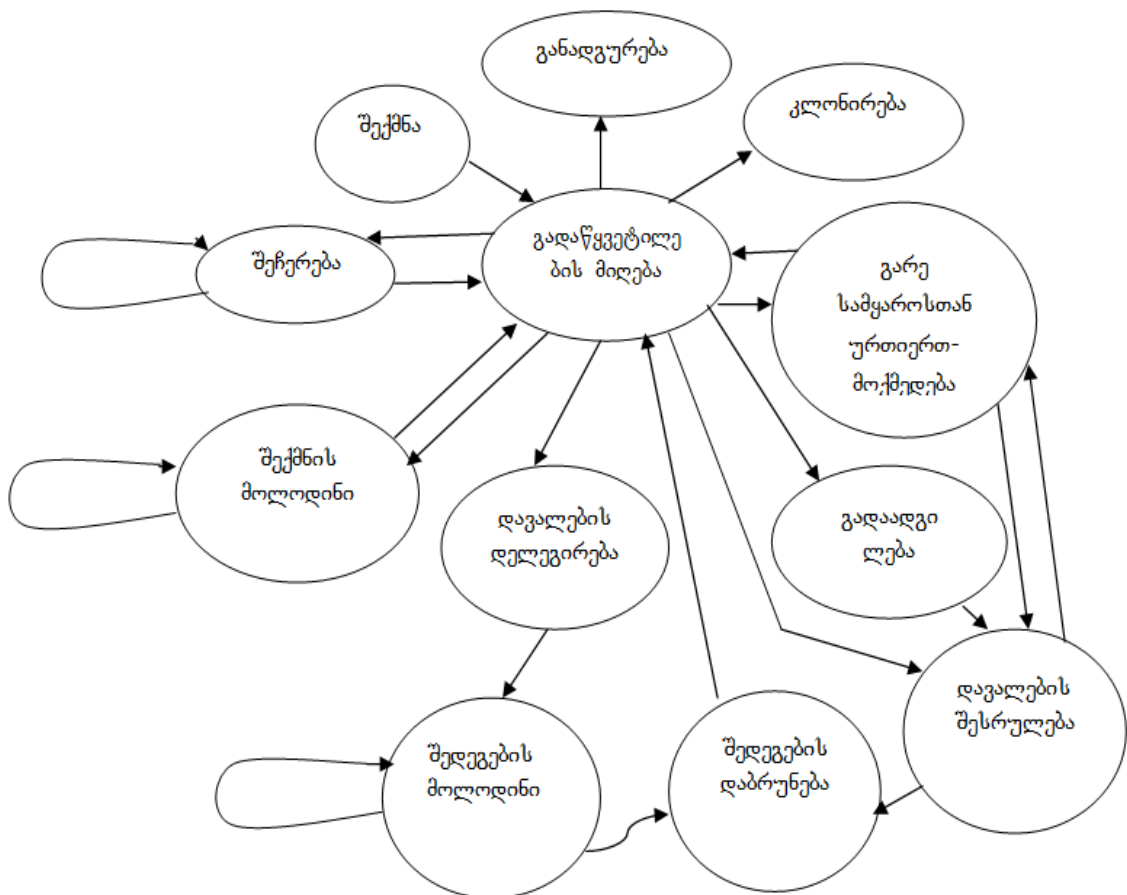 განადგურება
შექმნა
კლონირება
გადაწყვეტილე
ბის მიღება
შეჩერება
გარე
სამყაროსთან
ურთიერთ-
მოქმედება
შექმნის
მოლოდინი
დავალების
დელეგირება
გადაადგი
ლება
დავალების
შესრულება
შედეგების
მოლოდინი
შედეგების
დაბრუნება